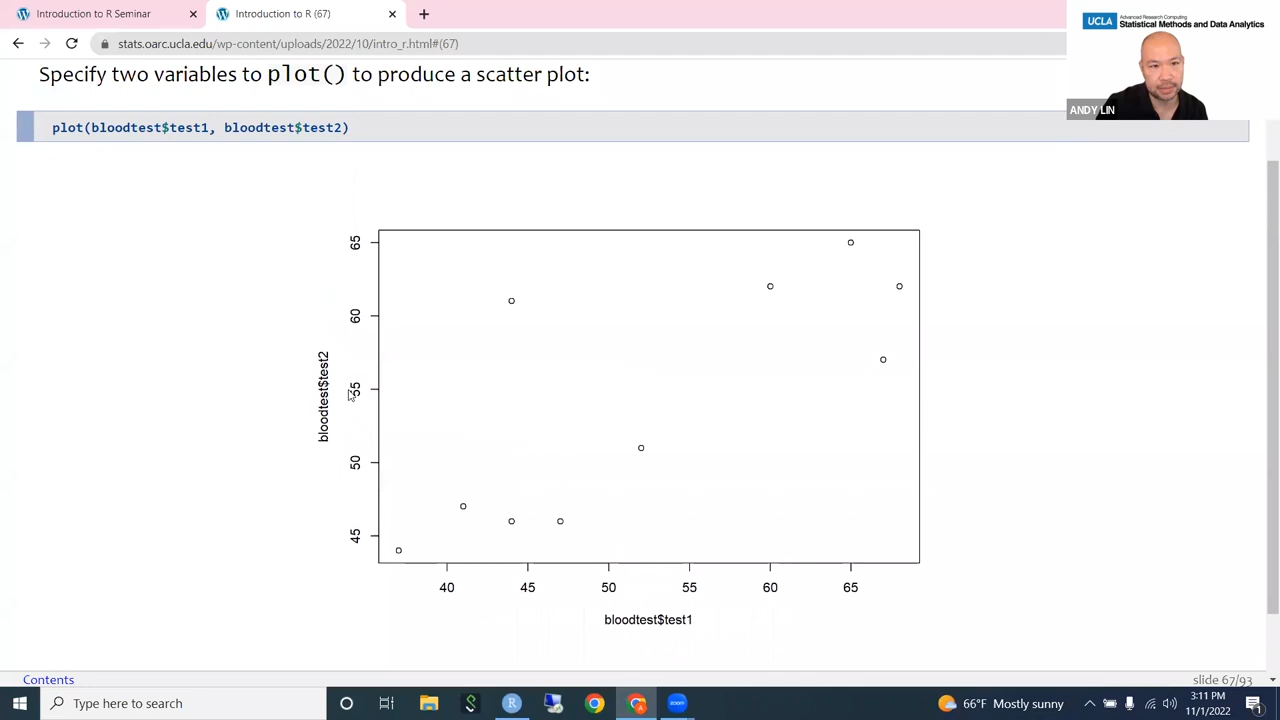 Introduction to R Seminar
Introduction to R (67)
stats.oarc.ucla.edu/wp-content/uploads/2022/10/intro_r.html#(67)
UCLA
Advanced Research Computing
Statistical Methods and Data Analytics
ANDY LIN
Specify two variables to plot() to produce a scatter plot:
plot(bloodtest$test1, bloodtest$test2)
65
60
55
50
45
bloodtest$test2
40 45 50 55 60 65
bloodtest$test1
Contents
slide 67/93
Type here to search
zoom
66°F Mostly sunny
3:11 PM
11/1/2022
1